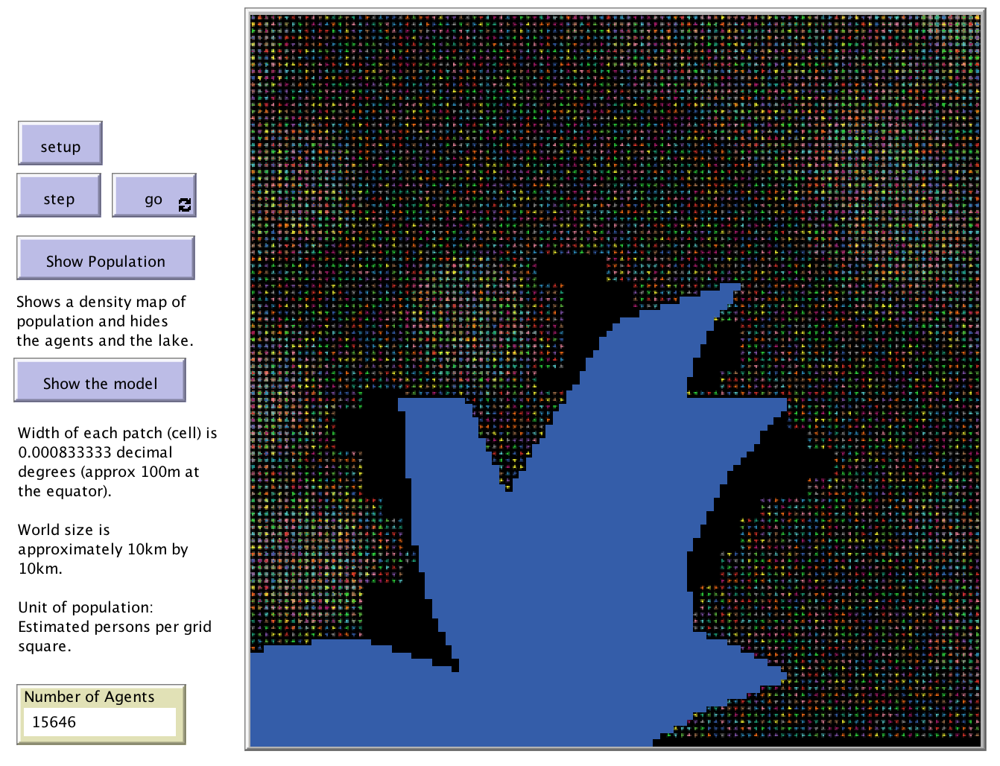 setup
step
go
Show Population
Shows a density map of
population and hides
the agents and the lake.
Show the model
Width of each patch (cell) is
0.000833333 decimal
degrees (approx 100m at
the equator).
World size is
approximately 10km by
10km.
Unit of population:
Estimated persons per grid
square.
Number of Agents
15646